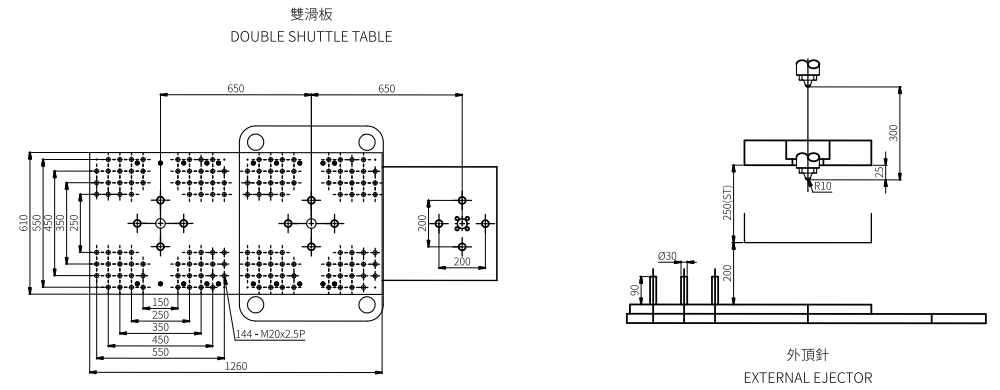 雙滑板
DOUBLE SHUTTLE TABLE
650
650
610
550
450
350
250
200
200
150
250
350
450
550
144 - M20x2.5P
1260
300
25
R10
250(ST)
200
Ø30
90
外頂針
EXTERNAL EJECTOR